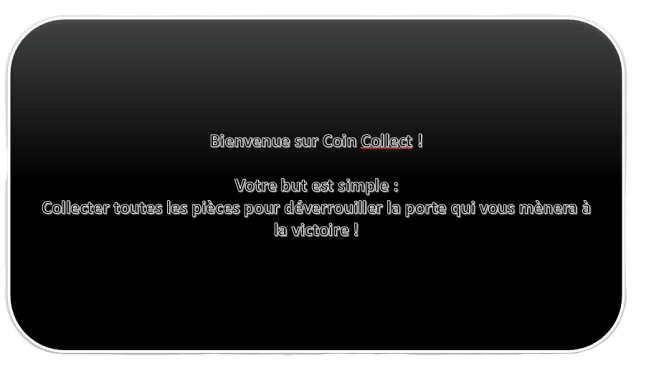 Bienvenue sur Coin Collect !
Votre but est simple :
Collecter toutes les pièces pour déverrouiller la porte qui vous mènera à
la victoire !